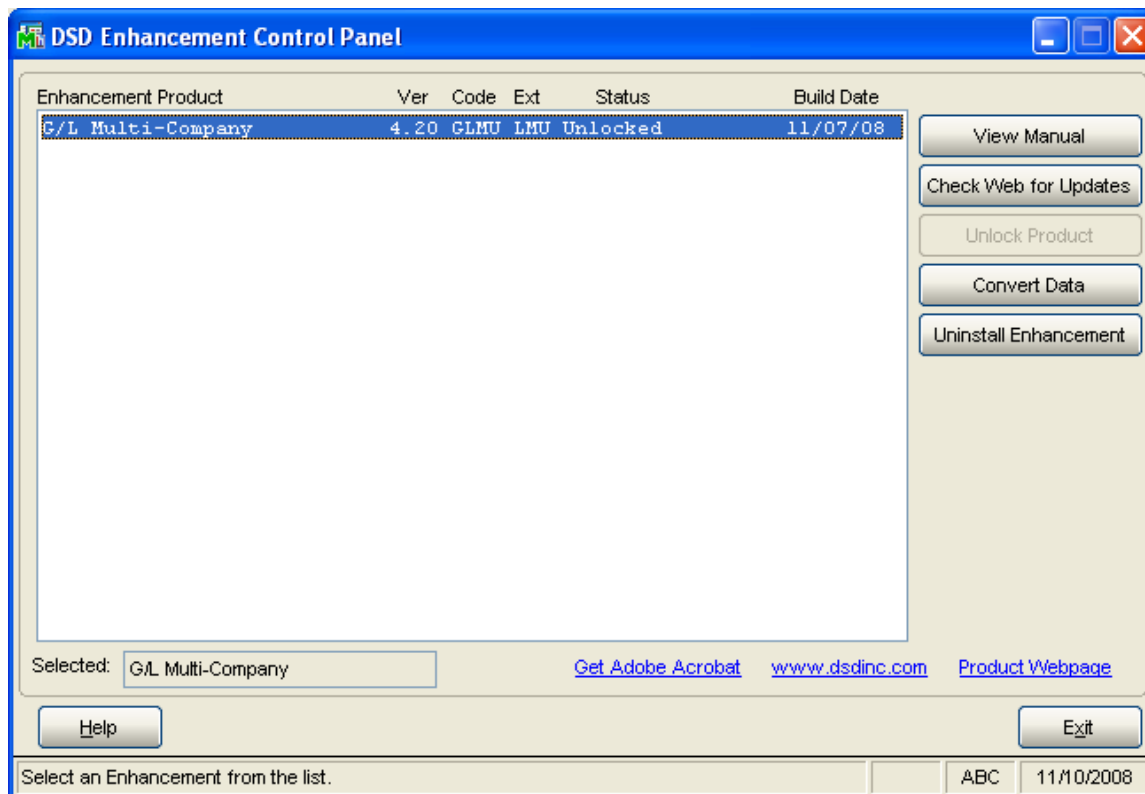 DSD Enhancement Control Panel
Enhancement Product Ver Code Ext Status Build Date
G/L Multi-Company 4.20 GLMU LMU Unlocked 11/07/08
View Manual
Check Web for Updates
Unlock Product
Convert Data
Uninstall Enhancement
Selected: G/L Multi-Company Get Adobe Acrobat www.dsdinc.com Product Webpage
Help Exit
Select an Enhancement from the list. ABC 11/10/2008